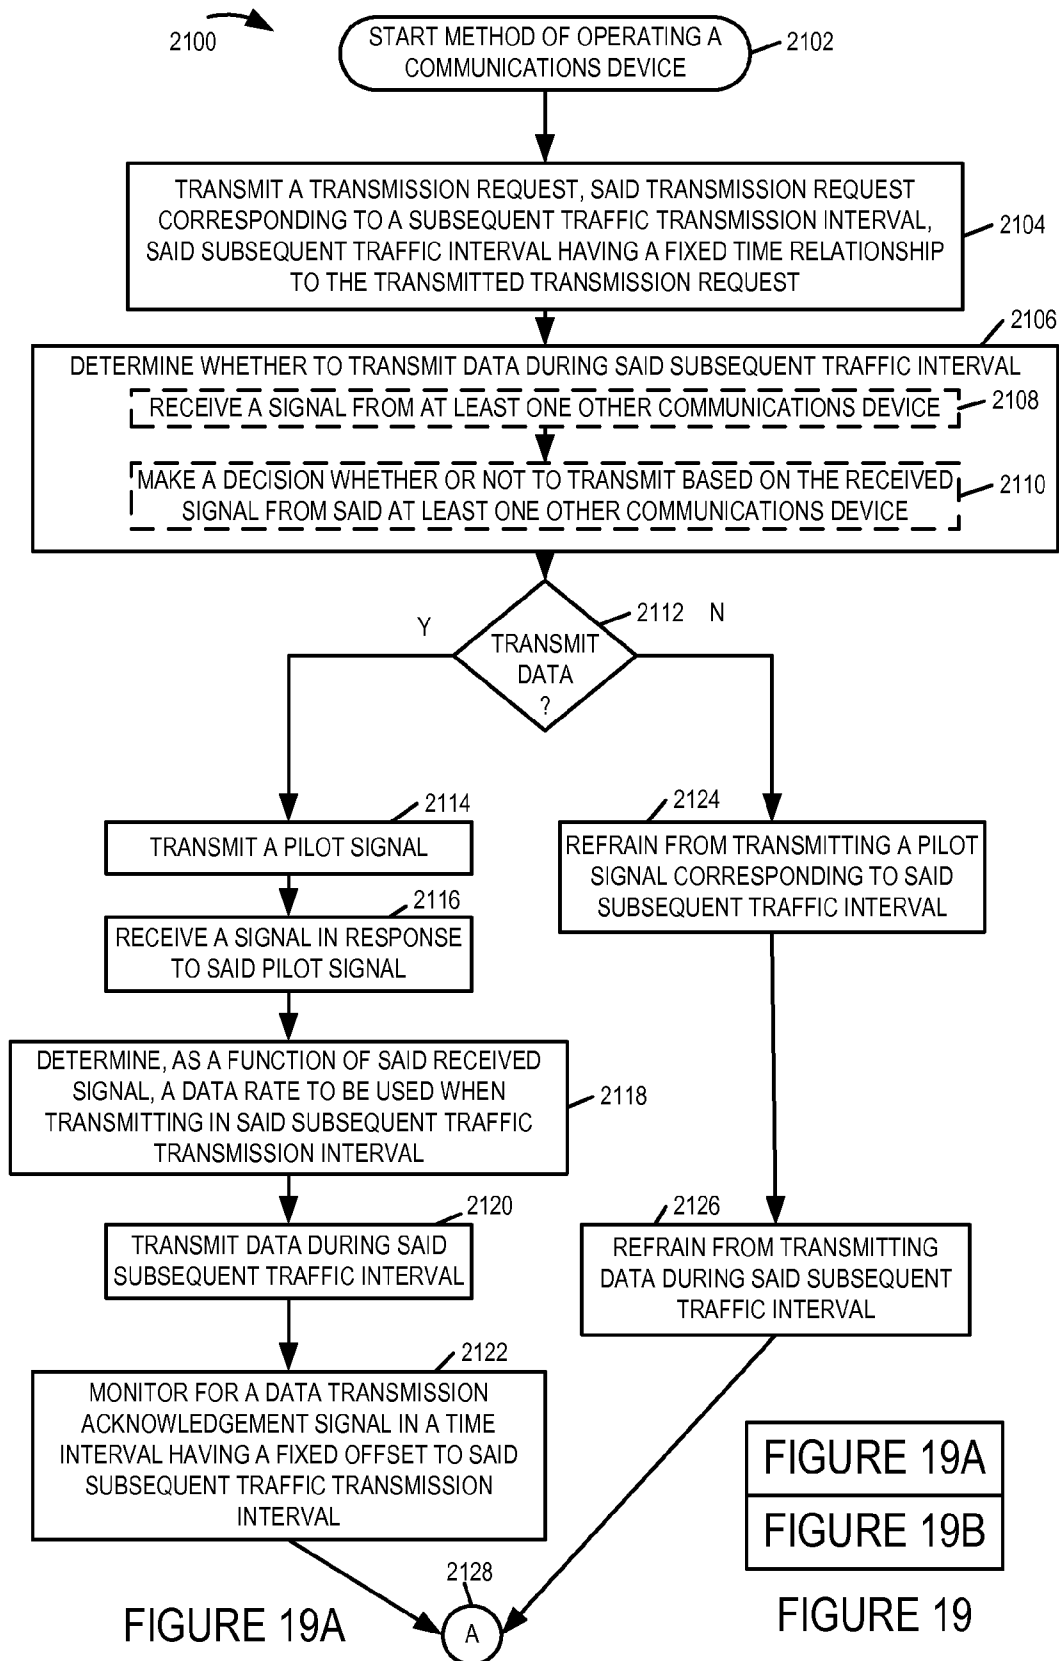 2100
START METHOD OF OPERATING A
COMMUNICATIONS DEVICE
2102
TRANSMIT A TRANSMISSION REQUEST, SAID TRANSMISSION REQUEST
CORRESPONDING TO A SUBSEQUENT TRAFFIC TRANSMISSION INTERVAL,
SAID SUBSEQUENT TRAFFIC INTERVAL HAVING A FIXED TIME RELATIONSHIP
TO THE TRANSMITTED TRANSMISSION REQUEST
2104
2106
DETERMINE WHETHER TO TRANSMIT DATA DURING SAID SUBSEQUENT TRAFFIC INTERVAL
RECEIVE A SIGNAL FROM AT LEAST ONE OTHER COMMUNICATIONS DEVICE
2108
MAKE A DECISION WHETHER OR NOT TO TRANSMIT BASED ON THE RECEIVED
SIGNAL FROM SAID AT LEAST ONE OTHER COMMUNICATIONS DEVICE
2110
2112
Y
N
TRANSMIT
DATA
?
2114
TRANSMIT A PILOT SIGNAL
2116
RECEIVE A SIGNAL IN RESPONSE
TO SAID PILOT SIGNAL
DETERMINE, AS A FUNCTION OF SAID RECEIVED
SIGNAL, A DATA RATE TO BE USED WHEN
TRANSMITTING IN SAID SUBSEQUENT TRAFFIC
TRANSMISSION INTERVAL
2118
2120
TRANSMIT DATA DURING SAID
SUBSEQUENT TRAFFIC INTERVAL
2122
MONITOR FOR A DATA TRANSMISSION
ACKNOWLEDGEMENT SIGNAL IN A TIME
INTERVAL HAVING A FIXED OFFSET TO SAID
SUBSEQUENT TRAFFIC TRANSMISSION
INTERVAL
2124
REFRAIN FROM TRANSMITTING A PILOT
SIGNAL CORRESPONDING TO SAID
SUBSEQUENT TRAFFIC INTERVAL
2126
REFRAIN FROM TRANSMITTING
DATA DURING SAID SUBSEQUENT
TRAFFIC INTERVAL
2128
A
FIGURE 19A
FIGURE 19A
FIGURE 19B
FIGURE 19